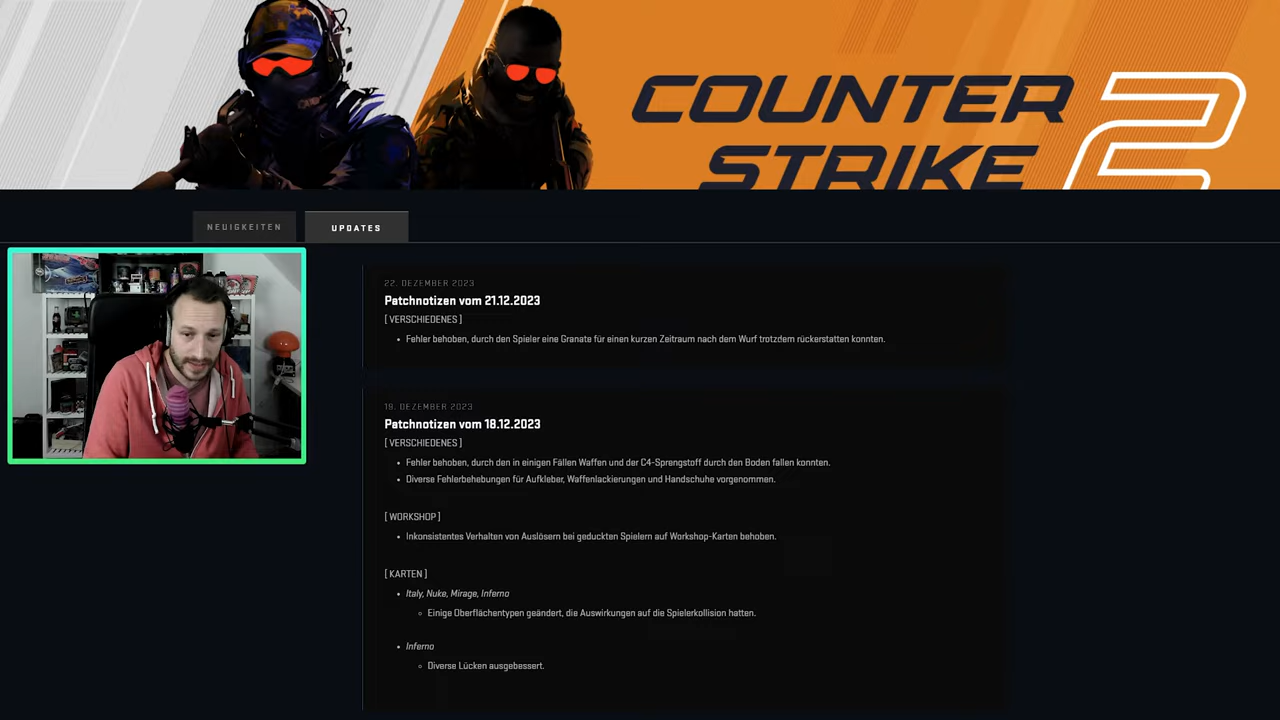 COUNTER
STRIKE 2
NEUIGKEITEN
UPDATES
22. DEZEMBER 2023
Patchnotizen vom 21.12.2023
[ VERSCHIEDENES ]
• Fehler behoben, durch den Spieler eine Granate für einen kurzen Zeitraum nach dem Wurf trotzdem rückerstatten konnten.
19. DEZEMBER 2023
Patchnotizen vom 18.12.2023
[ VERSCHIEDENES ]
• Fehler behoben, durch den in einigen Fällen Waffen und der C4-Sprengstoff durch den Boden fallen konnten.
• Diverse Fehlerbehebungen für Aufkleber, Waffenlackierungen und Handschuhe vorgenommen.
[ WORKSHOP ]
• Inkonsistentes Verhalten von Auslösern bei geduckten Spielern auf Workshop-Karten behoben.
[ KARTEN ]
• Italy, Nuke, Mirage, Inferno
◦ Einige Oberflächentypen geändert, die Auswirkungen auf die Spielerkollision hatten.
• Inferno
◦ Diverse Lücken ausgebessert.